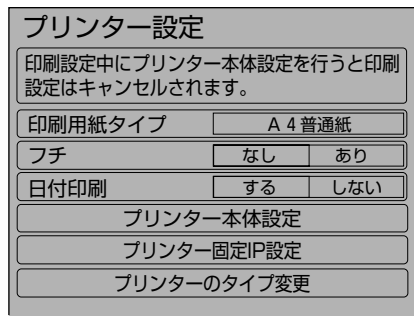 プリンター設定
印刷設定中にプリンター本体設定を行うと印刷
設定はキャンセルされます。
印刷用紙タイプ A4普通紙
フチ なし あり
日付印刷 する しない
プリンター本体設定
プリンター固定IP設定
プリンターのタイプ変更